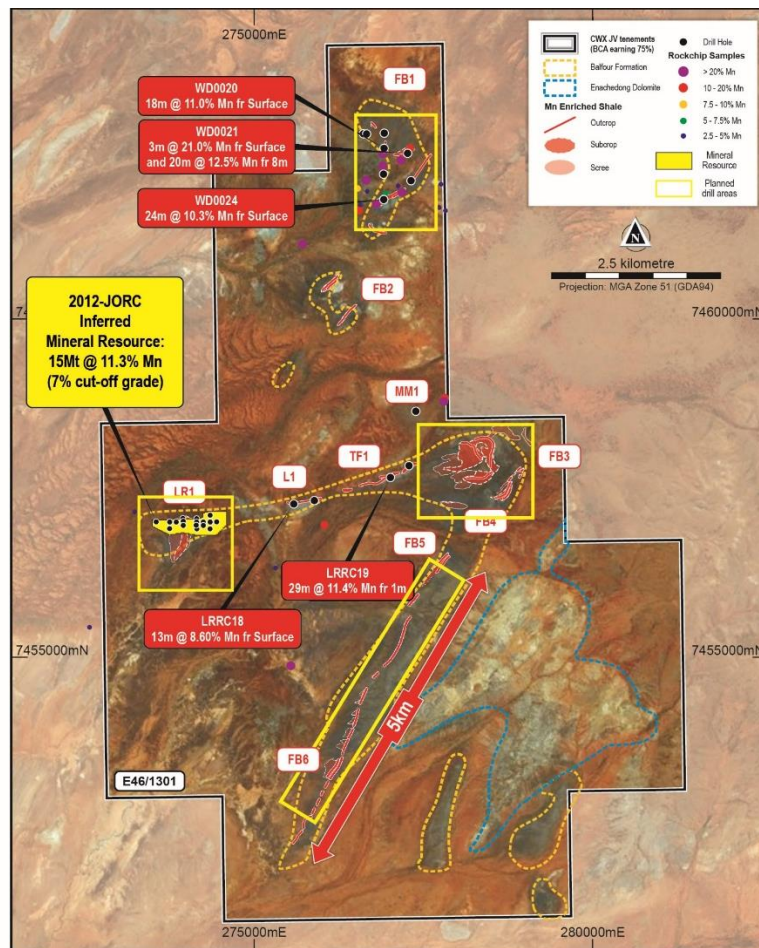 275000mE
280000mE
CWX JV tenements
(BCA earning 75%)
Balfour Formation
Enachedong Dolomite
Mn Enriched Shale
Outcrop
Subcrop
Scree
Drill Hole
Rockchip Samples
> 20% Mn
10 - 20% Mn
7.5 - 10% Mn
5 - 7.5% Mn
2.5 - 5% Mn
Mineral
Resource
Planned
drill areas
N
2.5 kilometre
Projection: MGA Zone 51 (GDA94)
FB1
WD0020
18m @ 11.0% Mn fr Surface
WD0021
3m @ 21.0% Mn fr Surface
and 20m @ 12.5% Mn fr 8m
WD0024
24m @ 10.3% Mn fr Surface
FB2
2012-JORC
Inferred
Mineral Resource:
15Mt @ 11.3% Mn
(7% cut-off grade)
7460000mN
MM1
TF1
FB3
L1
LR1
FB4
FB5
LRRC19
29m @ 11.4% Mn fr 1m
LRRC18
13m @ 8.60% Mn fr Surface
7455000mN
7455000mN
5km
FB6
E46/1301
275000mE
280000mE